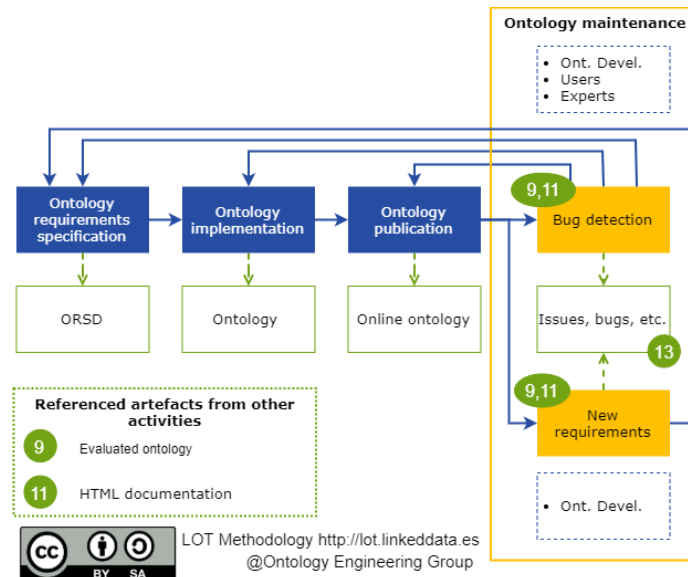 Ontology maintenance
• Ont. Devel.
• Users
• Experts
9,11
Ontology
requirements
specification
Ontology
implementation
Ontology
publication
Bug detection
ORSD
Ontology
Online ontology
Issues, bugs, etc.
13
9,11
New
requirements
Referenced artefacts from other
activities
9 Evaluated ontology
11 HTML documentation
• Ont. Devel.
cc
BY SA
LOT Methodology http://lot.linkeddata.es
@Ontology Engineering Group